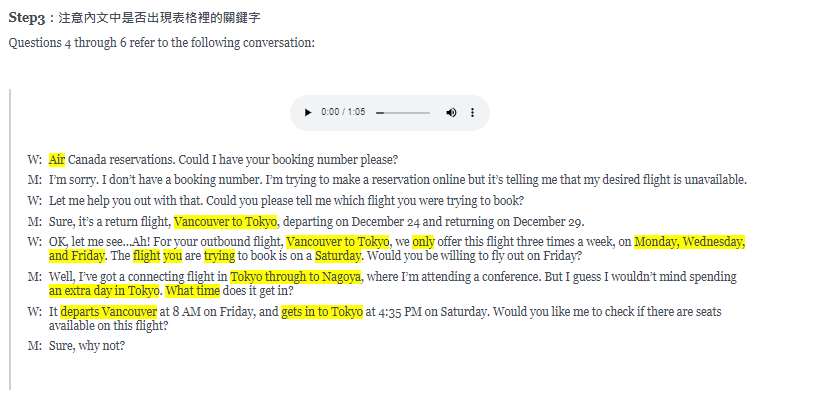 Step3：注意內文中是否出現表格裡的關鍵字
Questions 4 through 6 refer to the following conversation:
0:00 / 1:05
W: Air Canada reservations. Could I have your booking number please?
M: I'm sorry. I don't have a booking number. I'm trying to make a reservation online but it's telling me that my desired flight is unavailable.
W: Let me help you out with that. Could you please tell me which flight you were trying to book?
M: Sure, it's a return flight, Vancouver to Tokyo, departing on December 24 and returning on December 29.
W: OK, let me see...Ah! For your outbound flight, Vancouver to Tokyo, we only offer this flight three times a week, on Monday, Wednesday,
and Friday. The flight you are trying to book is on a Saturday. Would you be willing to fly out on Friday?
M: Well, I've got a connecting flight in Tokyo through to Nagoya, where I'm attending a conference. But I guess I wouldn't mind spending
an extra day in Tokyo. What time does it get in?
W: It departs Vancouver at 8 AM on Friday, and gets in to Tokyo at 4:35 PM on Saturday. Would you like me to check if there are seats
available on this flight?
M: Sure, why not?